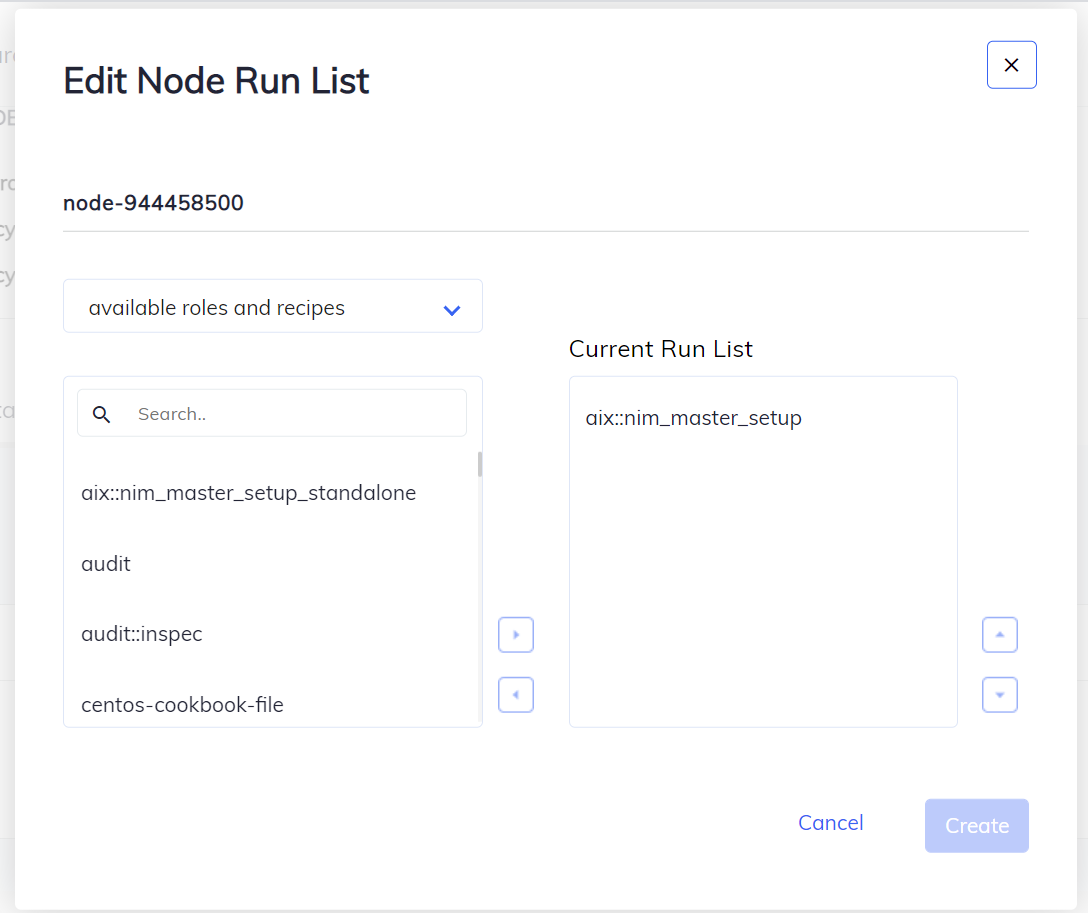 Edit Node Run List
node-944458500
available roles and recipes
Current Run List
Search..
aix::nim_master_setup
aix::nim_master_setup_standalone
audit
audit::inspec
centos-cookbook-file
Cancel
Create